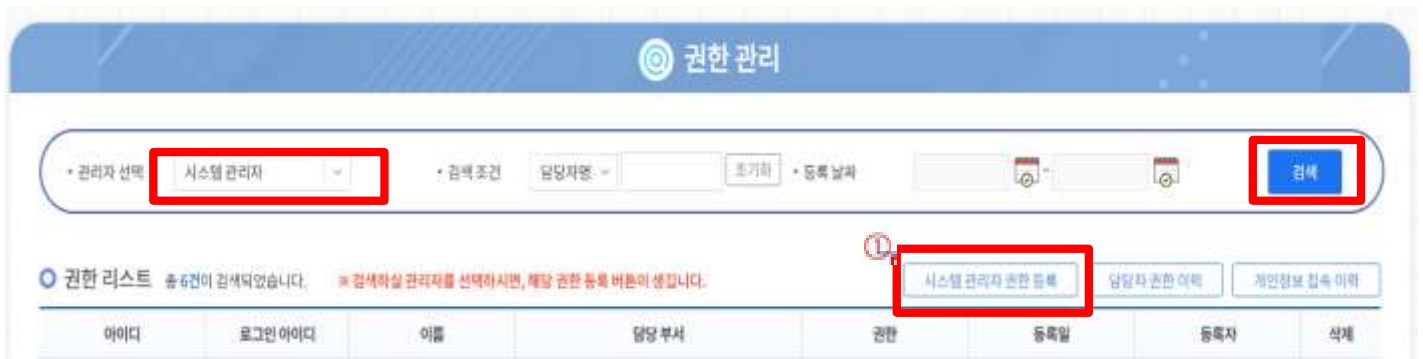 권한 관리
• 관리자 선택 시스템 관리자 • 검색 조건 담당자명 초기화 • 등록 날짜 - 검색
①
권한 리스트 총 6건이 검색되었습니다. ※ 검색하실 관리자를 선택하시면, 해당 권한 등록 버튼이 생깁니다. 시스템 관리자 권한 등록 담당자 권한 이력 개인정보 접속 이력
아이디 로그인 아이디 이름 담당 부서 권한 등록일 등록자 삭제